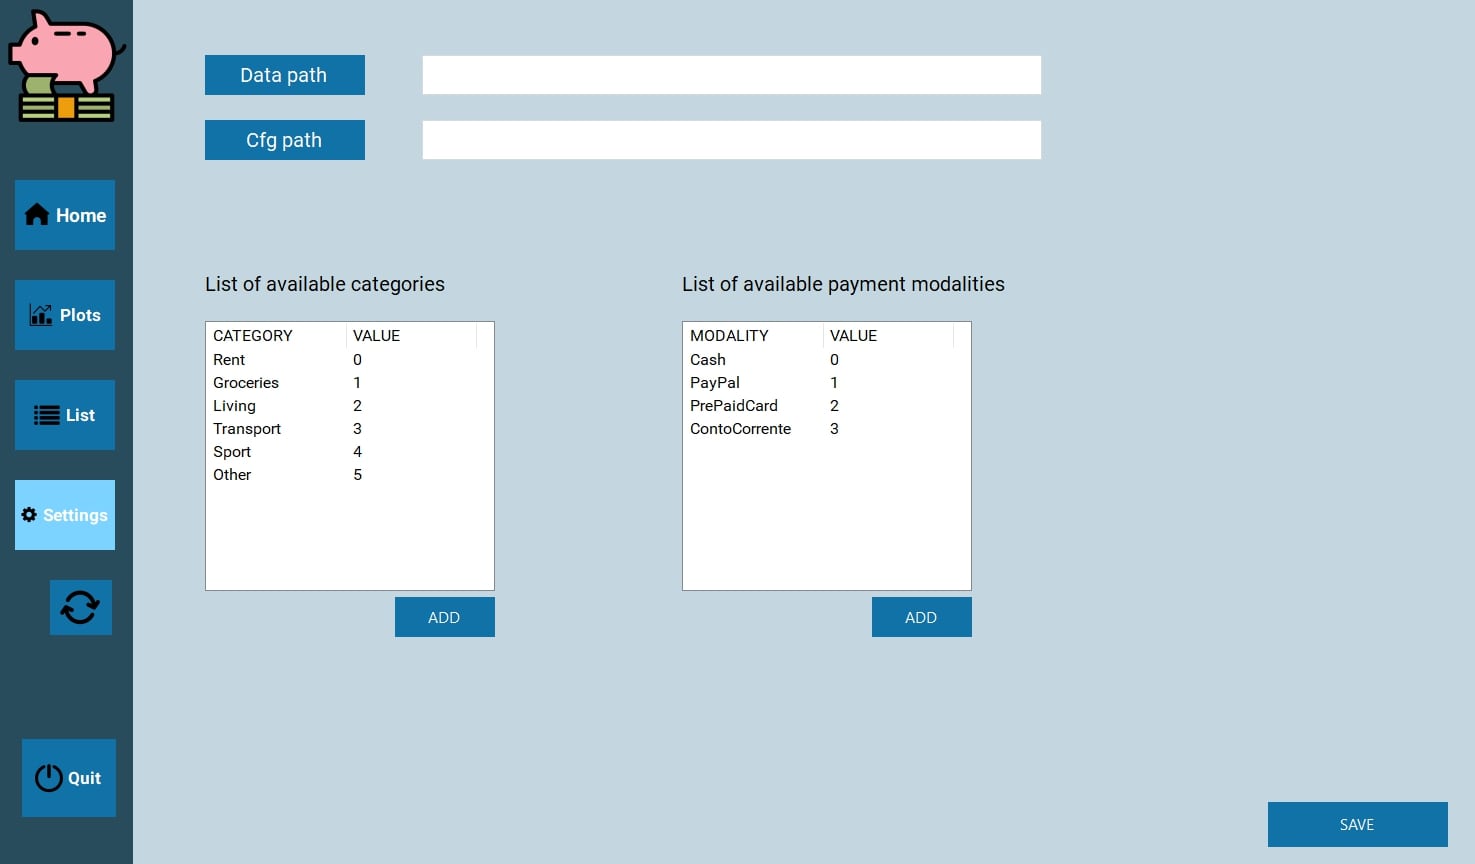 Data path
Cfg path
Home
Plots
List
Settings
Quit
List of available categories
CATEGORY VALUE
Rent 0
Groceries 1
Living 2
Transport 3
Sport 4
Other 5
ADD
List of available payment modalities
MODALITY VALUE
Cash 0
PayPal 1
PrePaidCard 2
ContoCorrente 3
ADD
SAVE